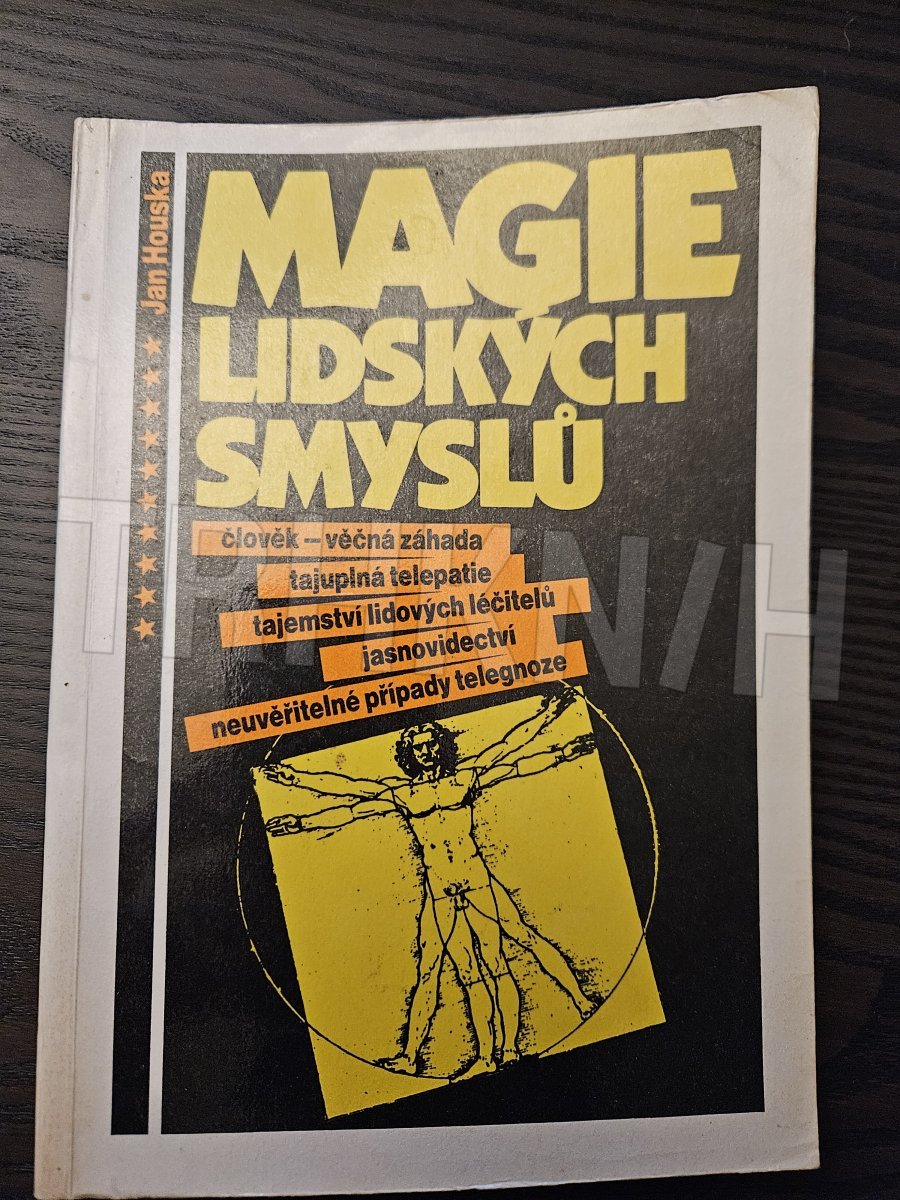 Jan Houska
MAGIE
LIDSKÝCH
SMYSLŮ
člověk – věčná záhada
tajuplná telepatie
tajemství lidových léčitelů
jasnovidectví
neuvěřitelné případy telegnoze